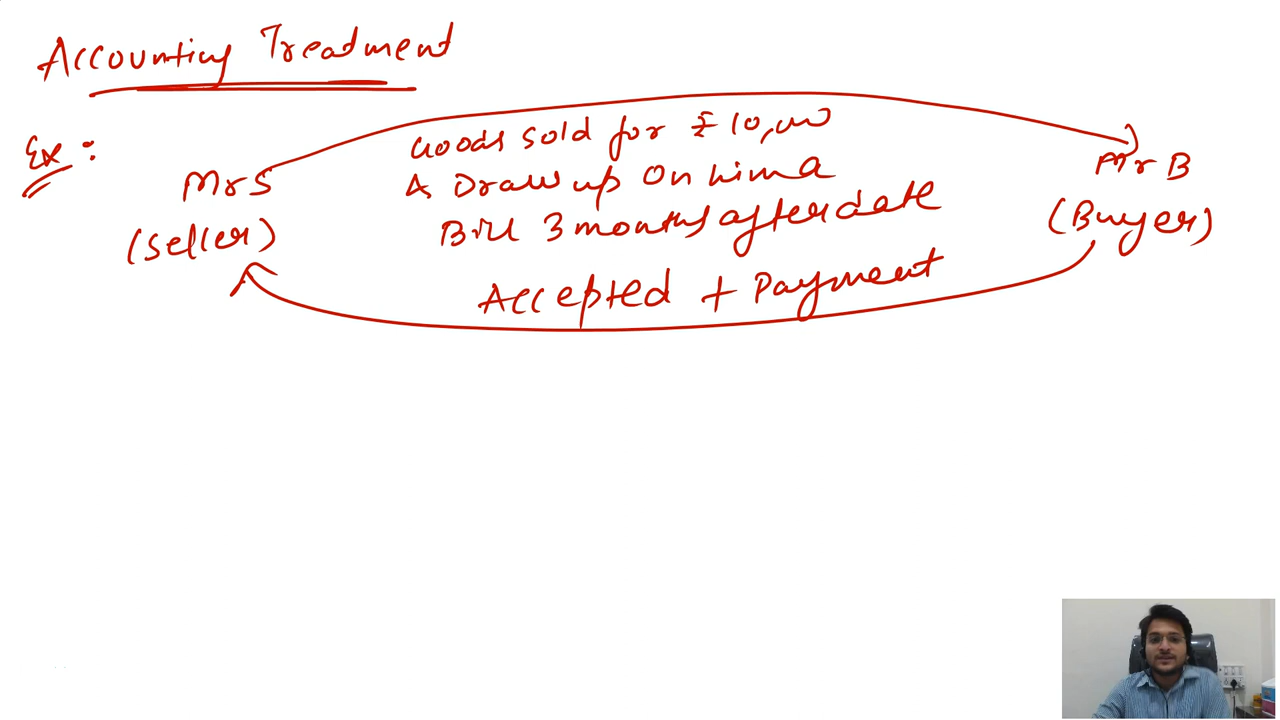 Accounting Treatment
Ex:
Goods sold for ₹ 10,000
Mr S
Mr B
& Draw up on him a
(Seller)
(Buyer)
Bill 3 months after date
Accepted + Payment